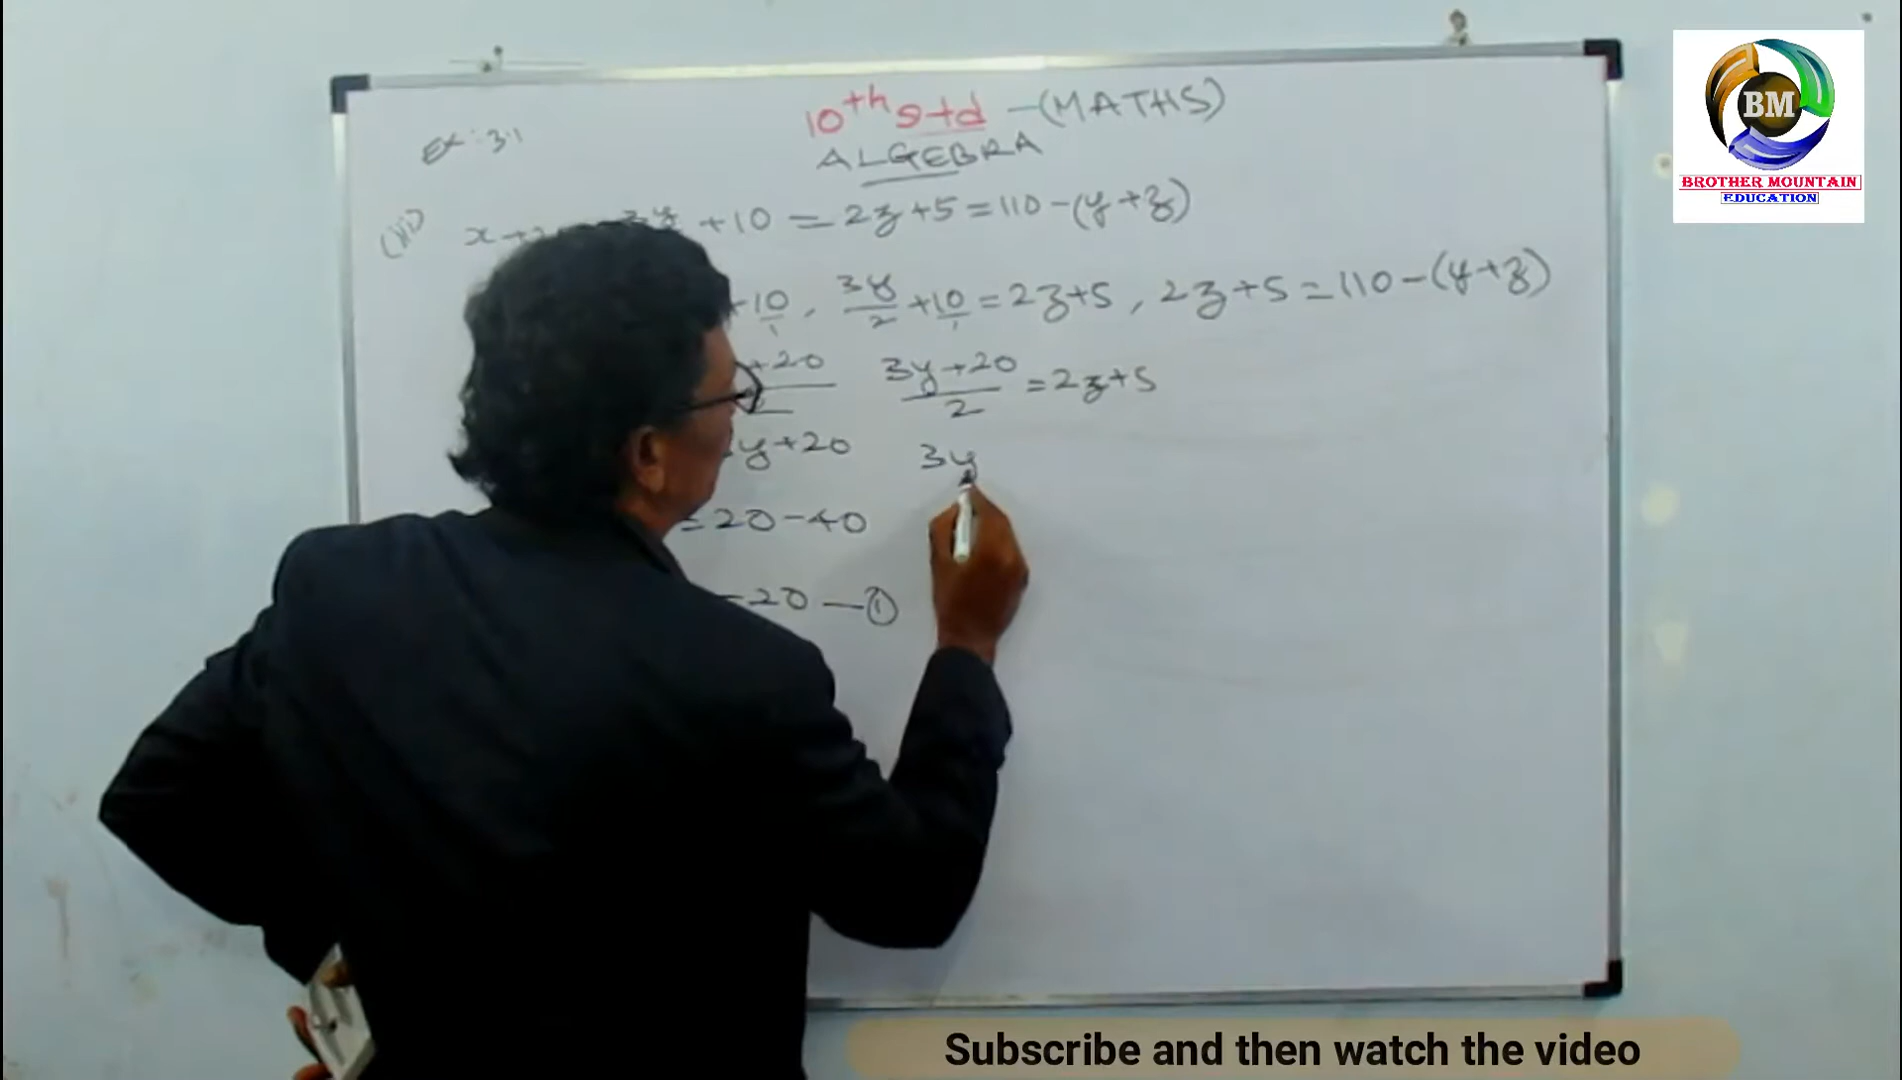 10th std - (MATHS)
Ex: 3.1
ALGEBRA
(iii) x + + 10 = 2z + 5 = 110 - (y + z)
+ 10/1 , 3y/2 + 10/1 = 2z + 5 , 2z + 5 = 110 - (y + z)
+ 20 (3y + 20)/2 = 2z + 5
y + 20 3y
= 20 - 40
- 20 - ①
BM
BROTHER MOUNTAIN
EDUCATION
Subscribe and then watch the video